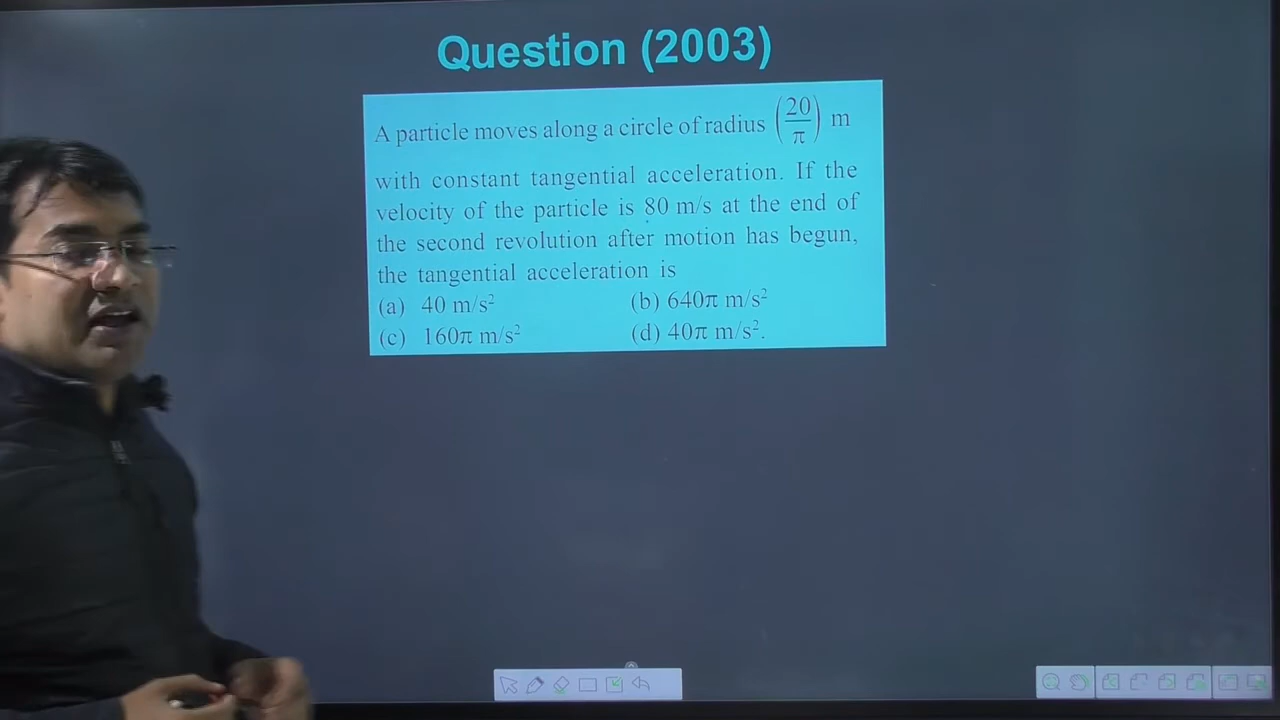 Question (2003)
A particle moves along a circle of radius (20/π) m
with constant tangential acceleration. If the
velocity of the particle is 80 m/s at the end of
the second revolution after motion has begun,
the tangential acceleration is
(a) 40 m/s² (b) 640π m/s²
(c) 160π m/s² (d) 40π m/s².